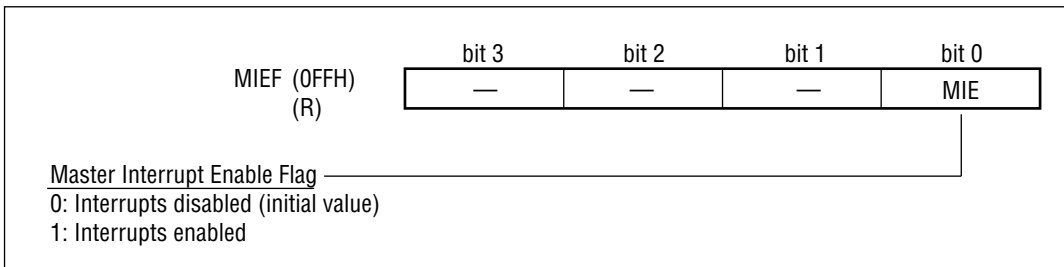 bit 3 bit 2 bit 1 bit 0
MIEF (0FFH) — — — MIE
(R)
Master Interrupt Enable Flag
0: Interrupts disabled (initial value)
1: Interrupts enabled